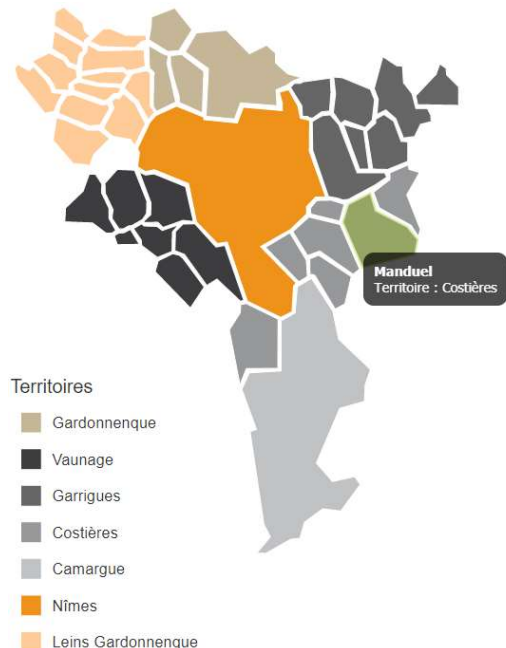 Manduel
Territoire : Costières
Territoires
Gardonnenque
Vaunage
Garrigues
Costières
Camargue
Nîmes
Leins Gardonnenque